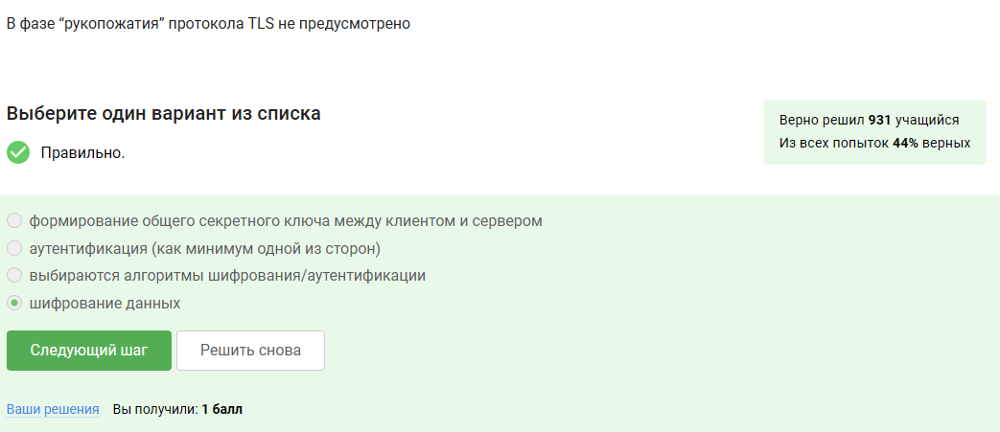 В фазе “рукопожатия” протокола TLS не предусмотрено
Выберите один вариант из списка
Правильно.
Верно решил 931 учащийся
Из всех попыток 44% верных
формирование общего секретного ключа между клиентом и сервером
аутентификация (как минимум одной из сторон)
выбираются алгоритмы шифрования/аутентификации
шифрование данных
Следующий шаг
Решить снова
Ваши решения
Вы получили: 1 балл